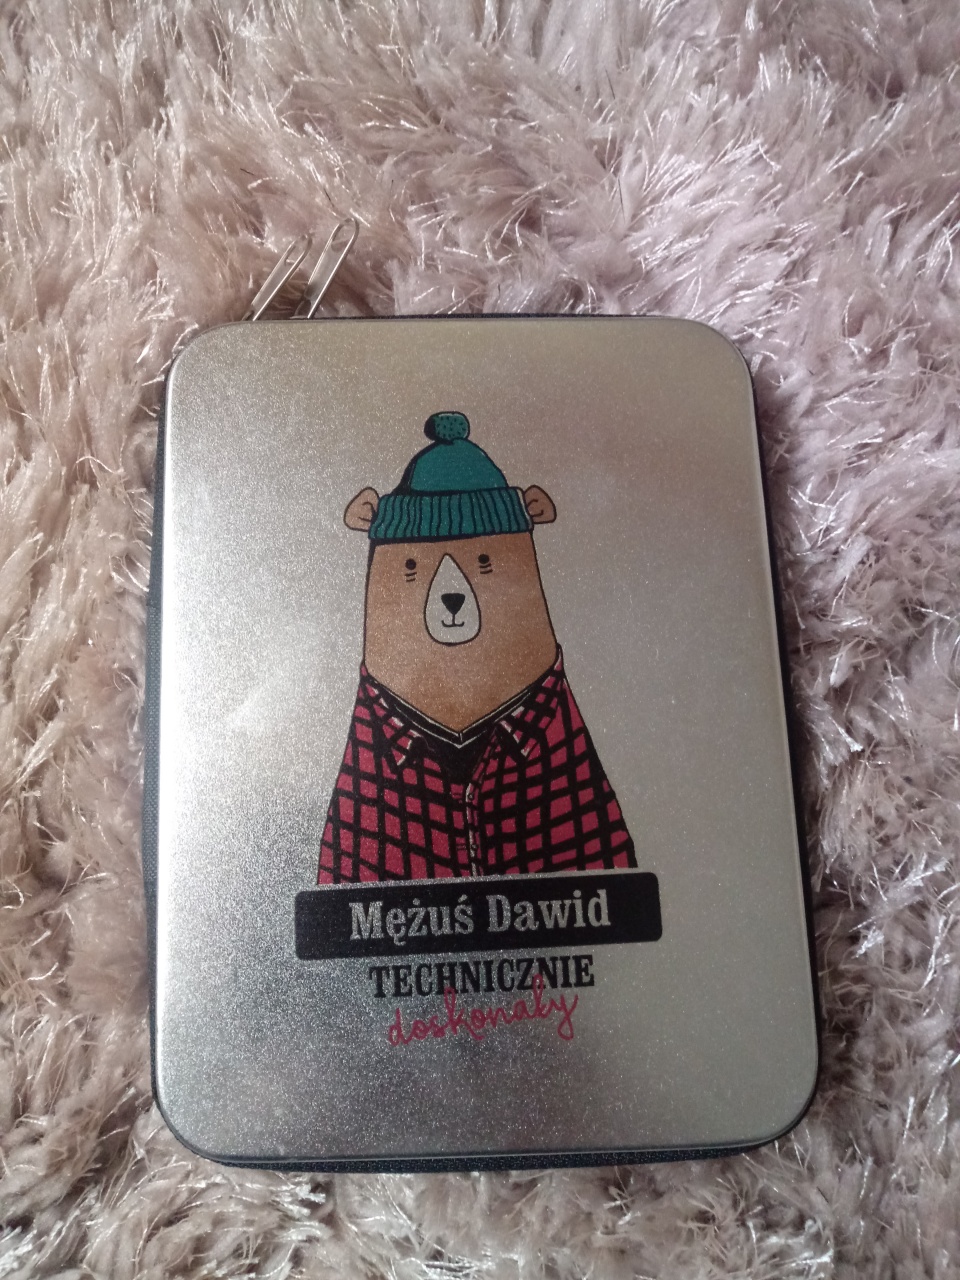 Mężuś Dawid
TECHNICZNIE
doskonały